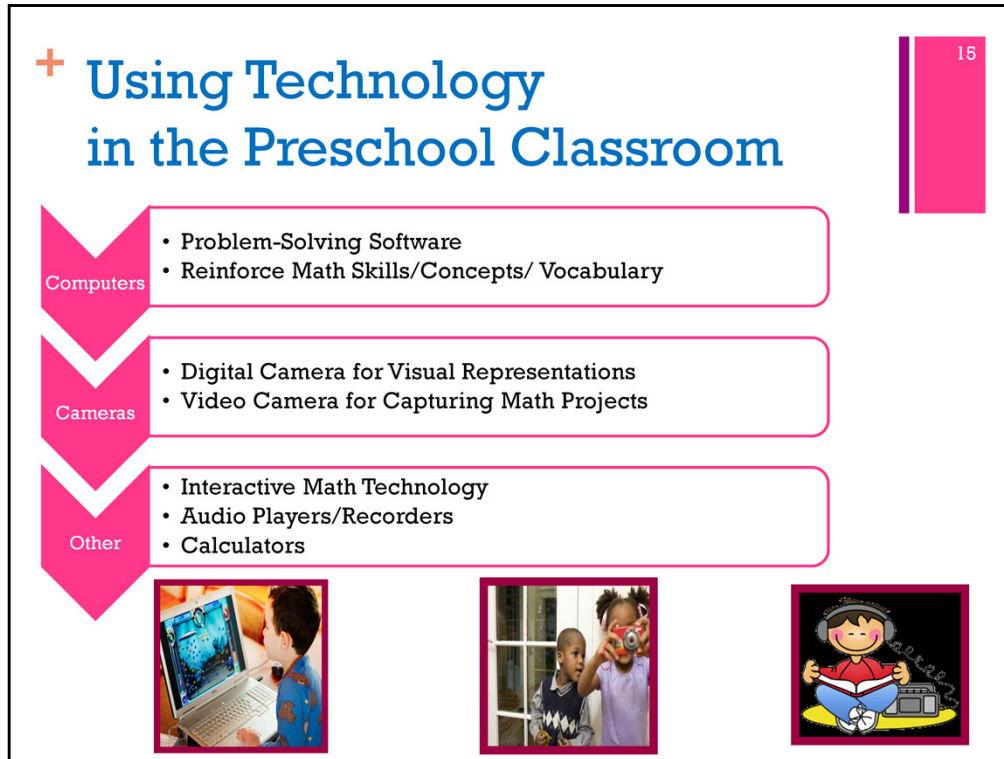 + Using Technology
in the Preschool Classroom
15
Computers
• Problem-Solving Software
• Reinforce Math Skills/Concepts/ Vocabulary
Cameras
• Digital Camera for Visual Representations
• Video Camera for Capturing Math Projects
Other
• Interactive Math Technology
• Audio Players/Recorders
• Calculators